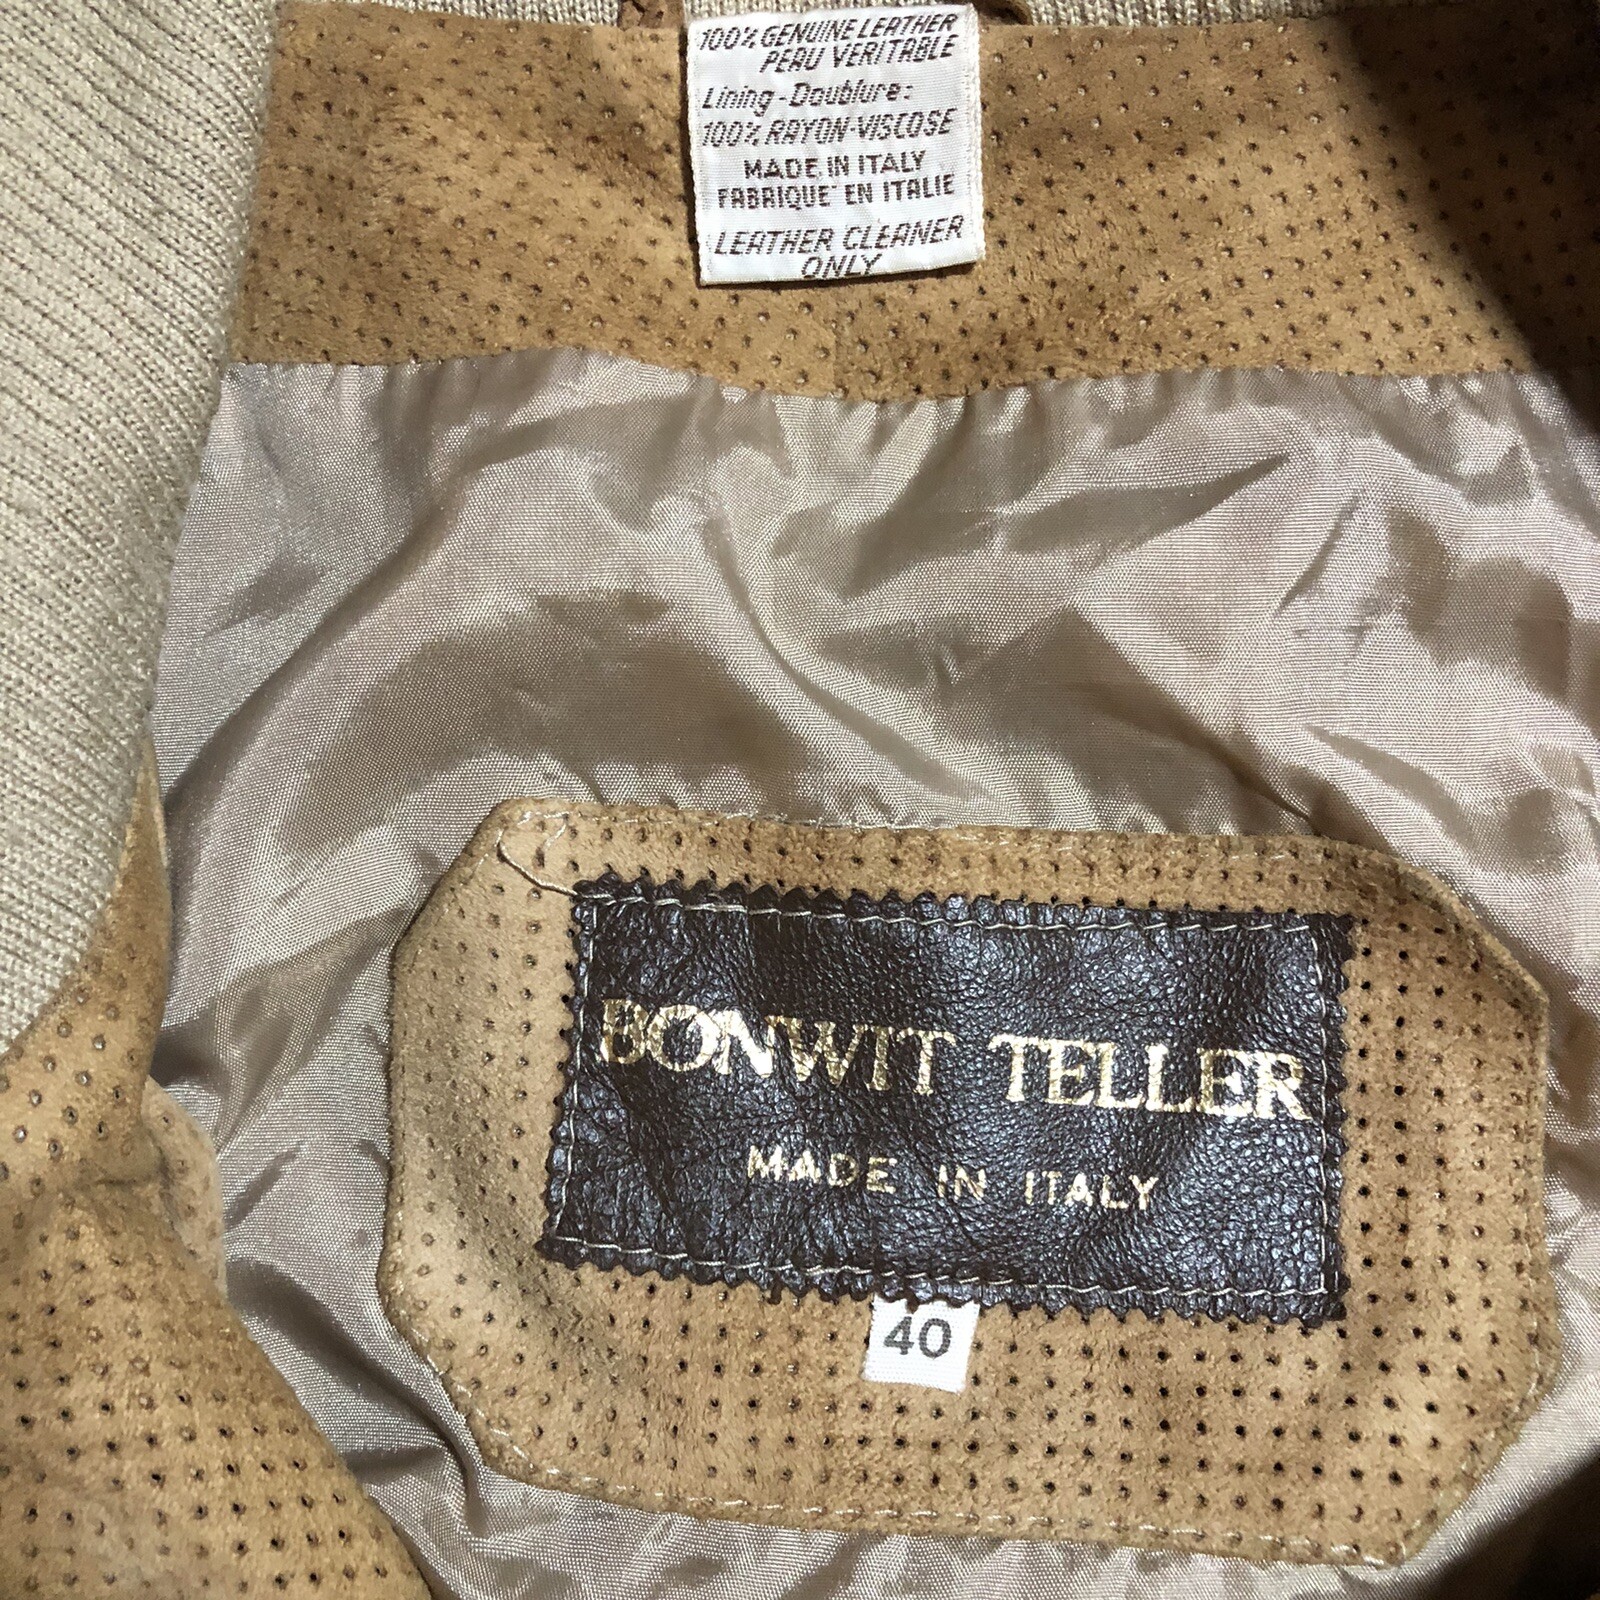 100% GENUINE LEATHER
PEAU VERITABLE
Lining-Doublure:
100% RAYON-VISCOSE
MADE IN ITALY
FABRIQUE EN ITALIE
LEATHER CLEANER
ONLY
BONWIT TELLER
MADE IN ITALY
40